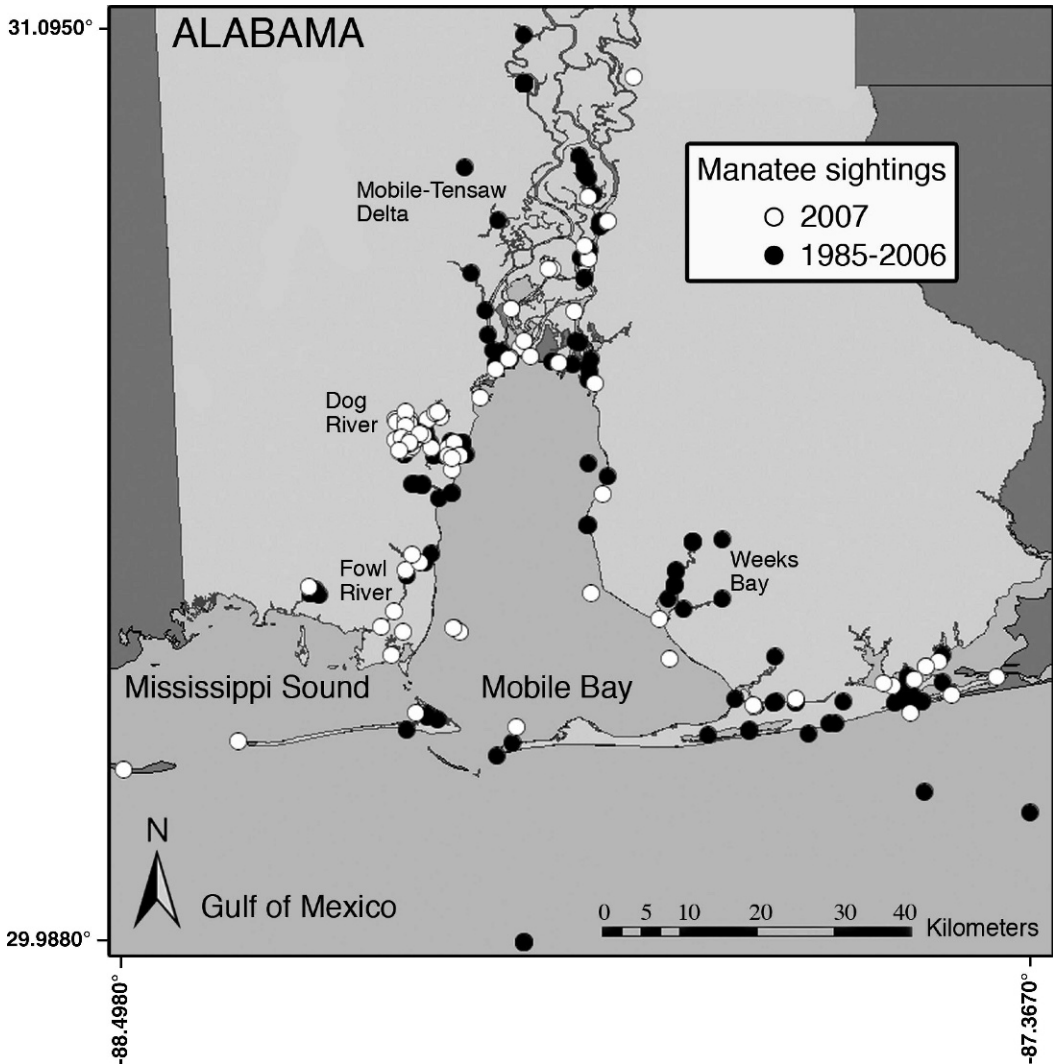 31.0950°
ALABAMA
Manatee sightings
2007
1985-2006
Mobile-Tensaw
Delta
Dog
River
Fowl
River
Weeks
Bay
Mississippi Sound
Mobile Bay
N
Gulf of Mexico
0 5 10 20 30 40
Kilometers
29.9880°
-88.4980°
-87.3670°